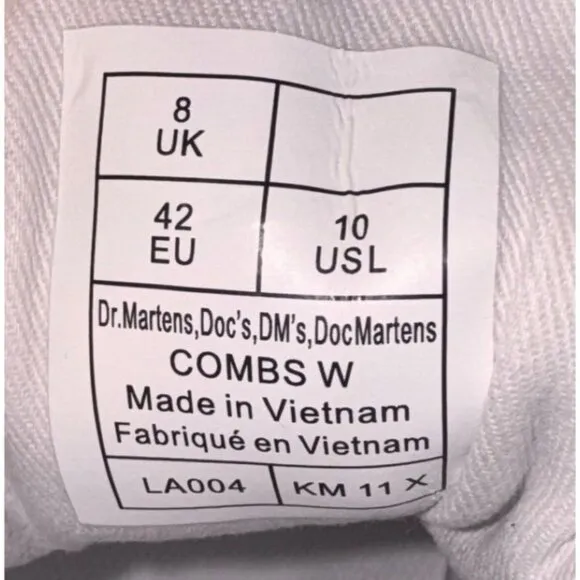 8
UK
42
EU
10
USL
Dr.Martens,Doc's,DM's,DocMartens
COMBS W
Made in Vietnam
Fabriqué en Vietnam
LA004
KM 11 X